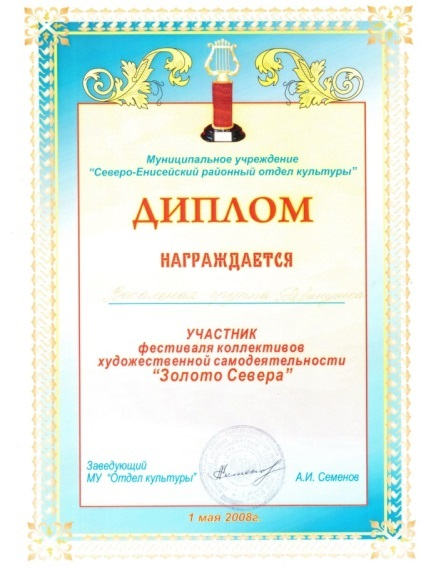 Муниципальное учреждение
"Северо-Енисейский районный отдел культуры"
ДИПЛОМ
НАГРАЖДАЕТСЯ
Вокальная группа
УЧАСТНИК
фестиваля коллективов
художественной самодеятельности
"Золото Севера"
Заведующий
МУ "Отдел культуры"
А.И. Семенов
1 мая 2008г.